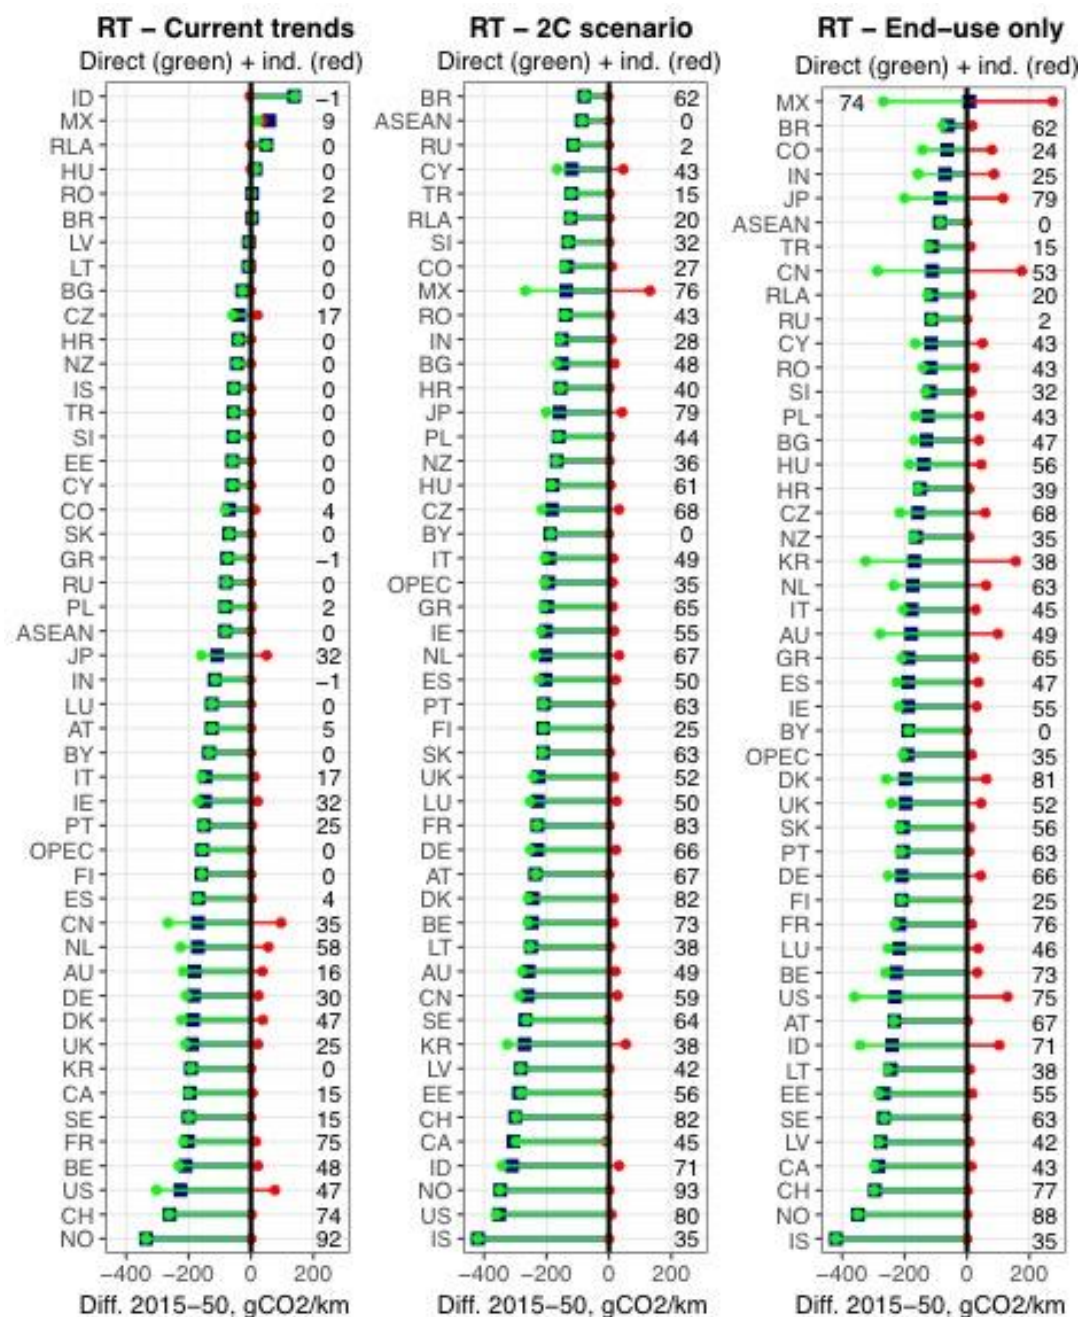 RT – Current trends
Direct (green) + ind. (red)
ID −1
MX 9
RLA 0
HU 0
RO 2
BR 0
LV 0
LT 0
BG 0
CZ 17
HR 0
NZ 0
IS 0
TR 0
SI 0
EE 0
CY 0
CO 4
SK 0
GR −1
RU 0
PL 2
ASEAN 0
JP 32
IN −1
LU 0
AT 5
BY 0
IT 17
IE 32
PT 25
OPEC 0
FI 0
ES 4
CN 35
NL 58
AU 16
DE 30
DK 47
UK 25
KR 0
CA 15
SE 15
FR 75
BE 48
US 47
CH 74
NO 92
−400 −200 0 200
Diff. 2015−50, gCO2/km
RT – 2C scenario
Direct (green) + ind. (red)
BR 62
ASEAN 0
RU 2
CY 43
TR 15
RLA 20
SI 32
CO 27
MX 76
RO 43
IN 28
BG 48
HR 40
JP 79
PL 44
NZ 36
HU 61
CZ 68
BY 0
IT 49
OPEC 35
GR 65
IE 55
NL 67
ES 50
PT 63
FI 25
SK 63
UK 52
LU 50
FR 83
DE 66
AT 67
DK 82
BE 73
LT 38
AU 49
CN 59
SE 64
KR 38
LV 42
EE 56
CH 82
CA 45
ID 71
NO 93
US 80
IS 35
−400 −200 0 200
Diff. 2015−50, gCO2/km
RT – End−use only
Direct (green) + ind. (red)
MX 74
BR 62
CO 24
IN 25
JP 79
ASEAN 0
TR 15
CN 53
RLA 20
RU 2
CY 43
RO 43
SI 32
PL 43
BG 47
HU 56
HR 39
CZ 68
NZ 35
KR 38
NL 63
IT 45
AU 49
GR 65
ES 47
IE 55
BY 0
OPEC 35
DK 81
UK 52
SK 56
PT 63
DE 66
FI 25
FR 76
LU 46
BE 73
US 75
AT 67
ID 71
LT 38
EE 55
SE 63
LV 42
CA 43
CH 77
NO 88
IS 35
−400 −200 0 200
Diff. 2015−50, gCO2/km